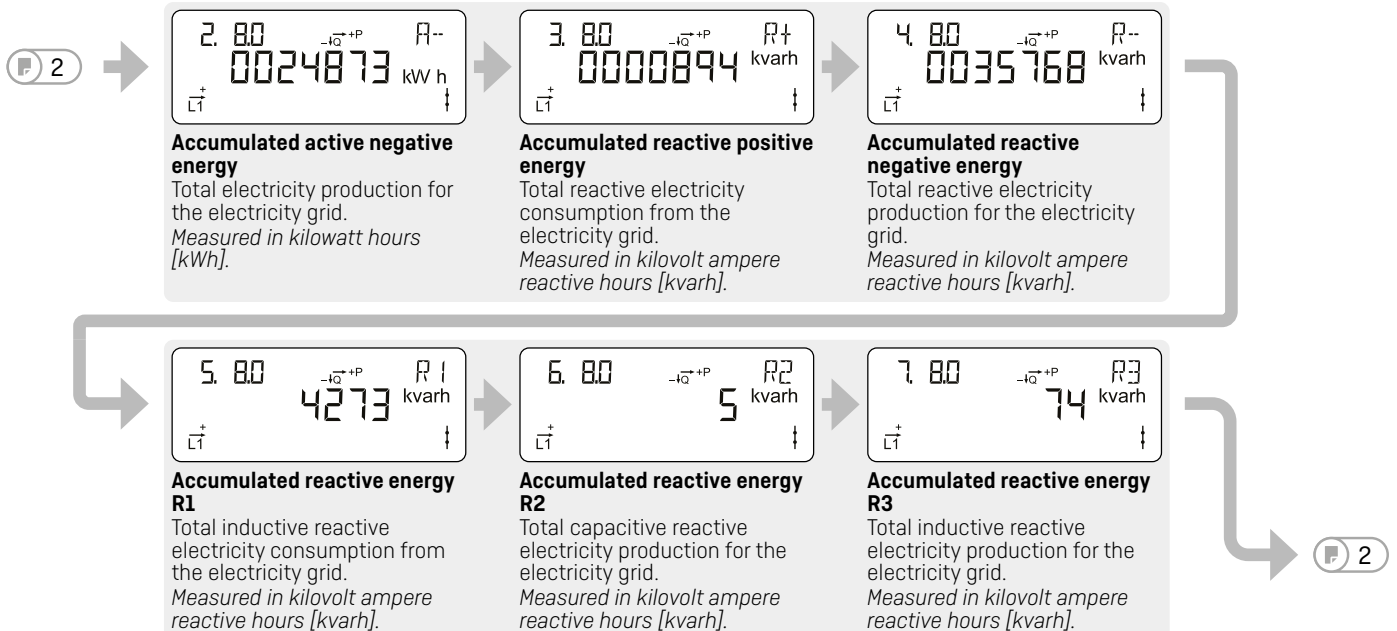 2
2. 8.0 -Q +P A--
0024873 kW h
+
L1
Accumulated active negative
energy
Total electricity production for
the electricity grid.
Measured in kilowatt hours
[kWh].
3. 8.0 -Q +P R+
0000894 kvarh
+
L1
Accumulated reactive positive
energy
Total reactive electricity
consumption from the
electricity grid.
Measured in kilovolt ampere
reactive hours [kvarh].
4. 8.0 -Q +P R--
0035768 kvarh
+
L1
Accumulated reactive
negative energy
Total reactive electricity
production for the electricity
grid.
Measured in kilovolt ampere
reactive hours [kvarh].
5. 8.0 -Q +P R1
4273 kvarh
+
L1
Accumulated reactive energy
R1
Total inductive reactive
electricity consumption from
the electricity grid.
Measured in kilovolt ampere
reactive hours [kvarh].
6. 8.0 -Q +P R2
5 kvarh
+
L1
Accumulated reactive energy
R2
Total capacitive reactive
electricity production for the
electricity grid.
Measured in kilovolt ampere
reactive hours [kvarh].
7. 8.0 -Q +P R3
74 kvarh
+
L1
Accumulated reactive energy
R3
Total inductive reactive
electricity production for the
electricity grid.
Measured in kilovolt ampere
reactive hours [kvarh].
2